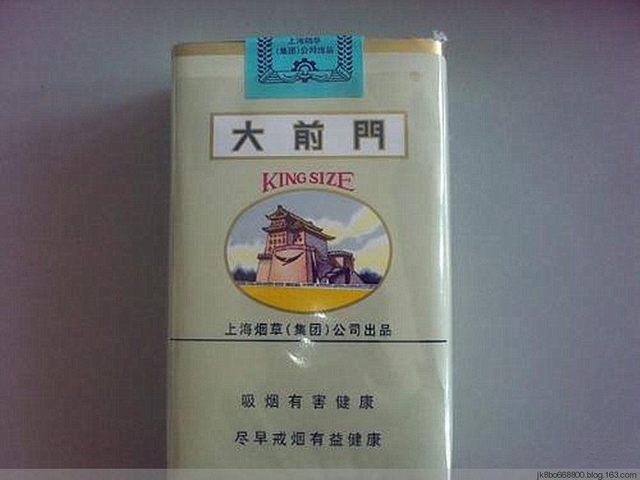 上海烟草
(集团)公司出品
大前門
KING SIZE
上海烟草(集团)公司出品
吸烟有害健康
尽早戒烟有益健康
jk8bo668800.blog.163.com